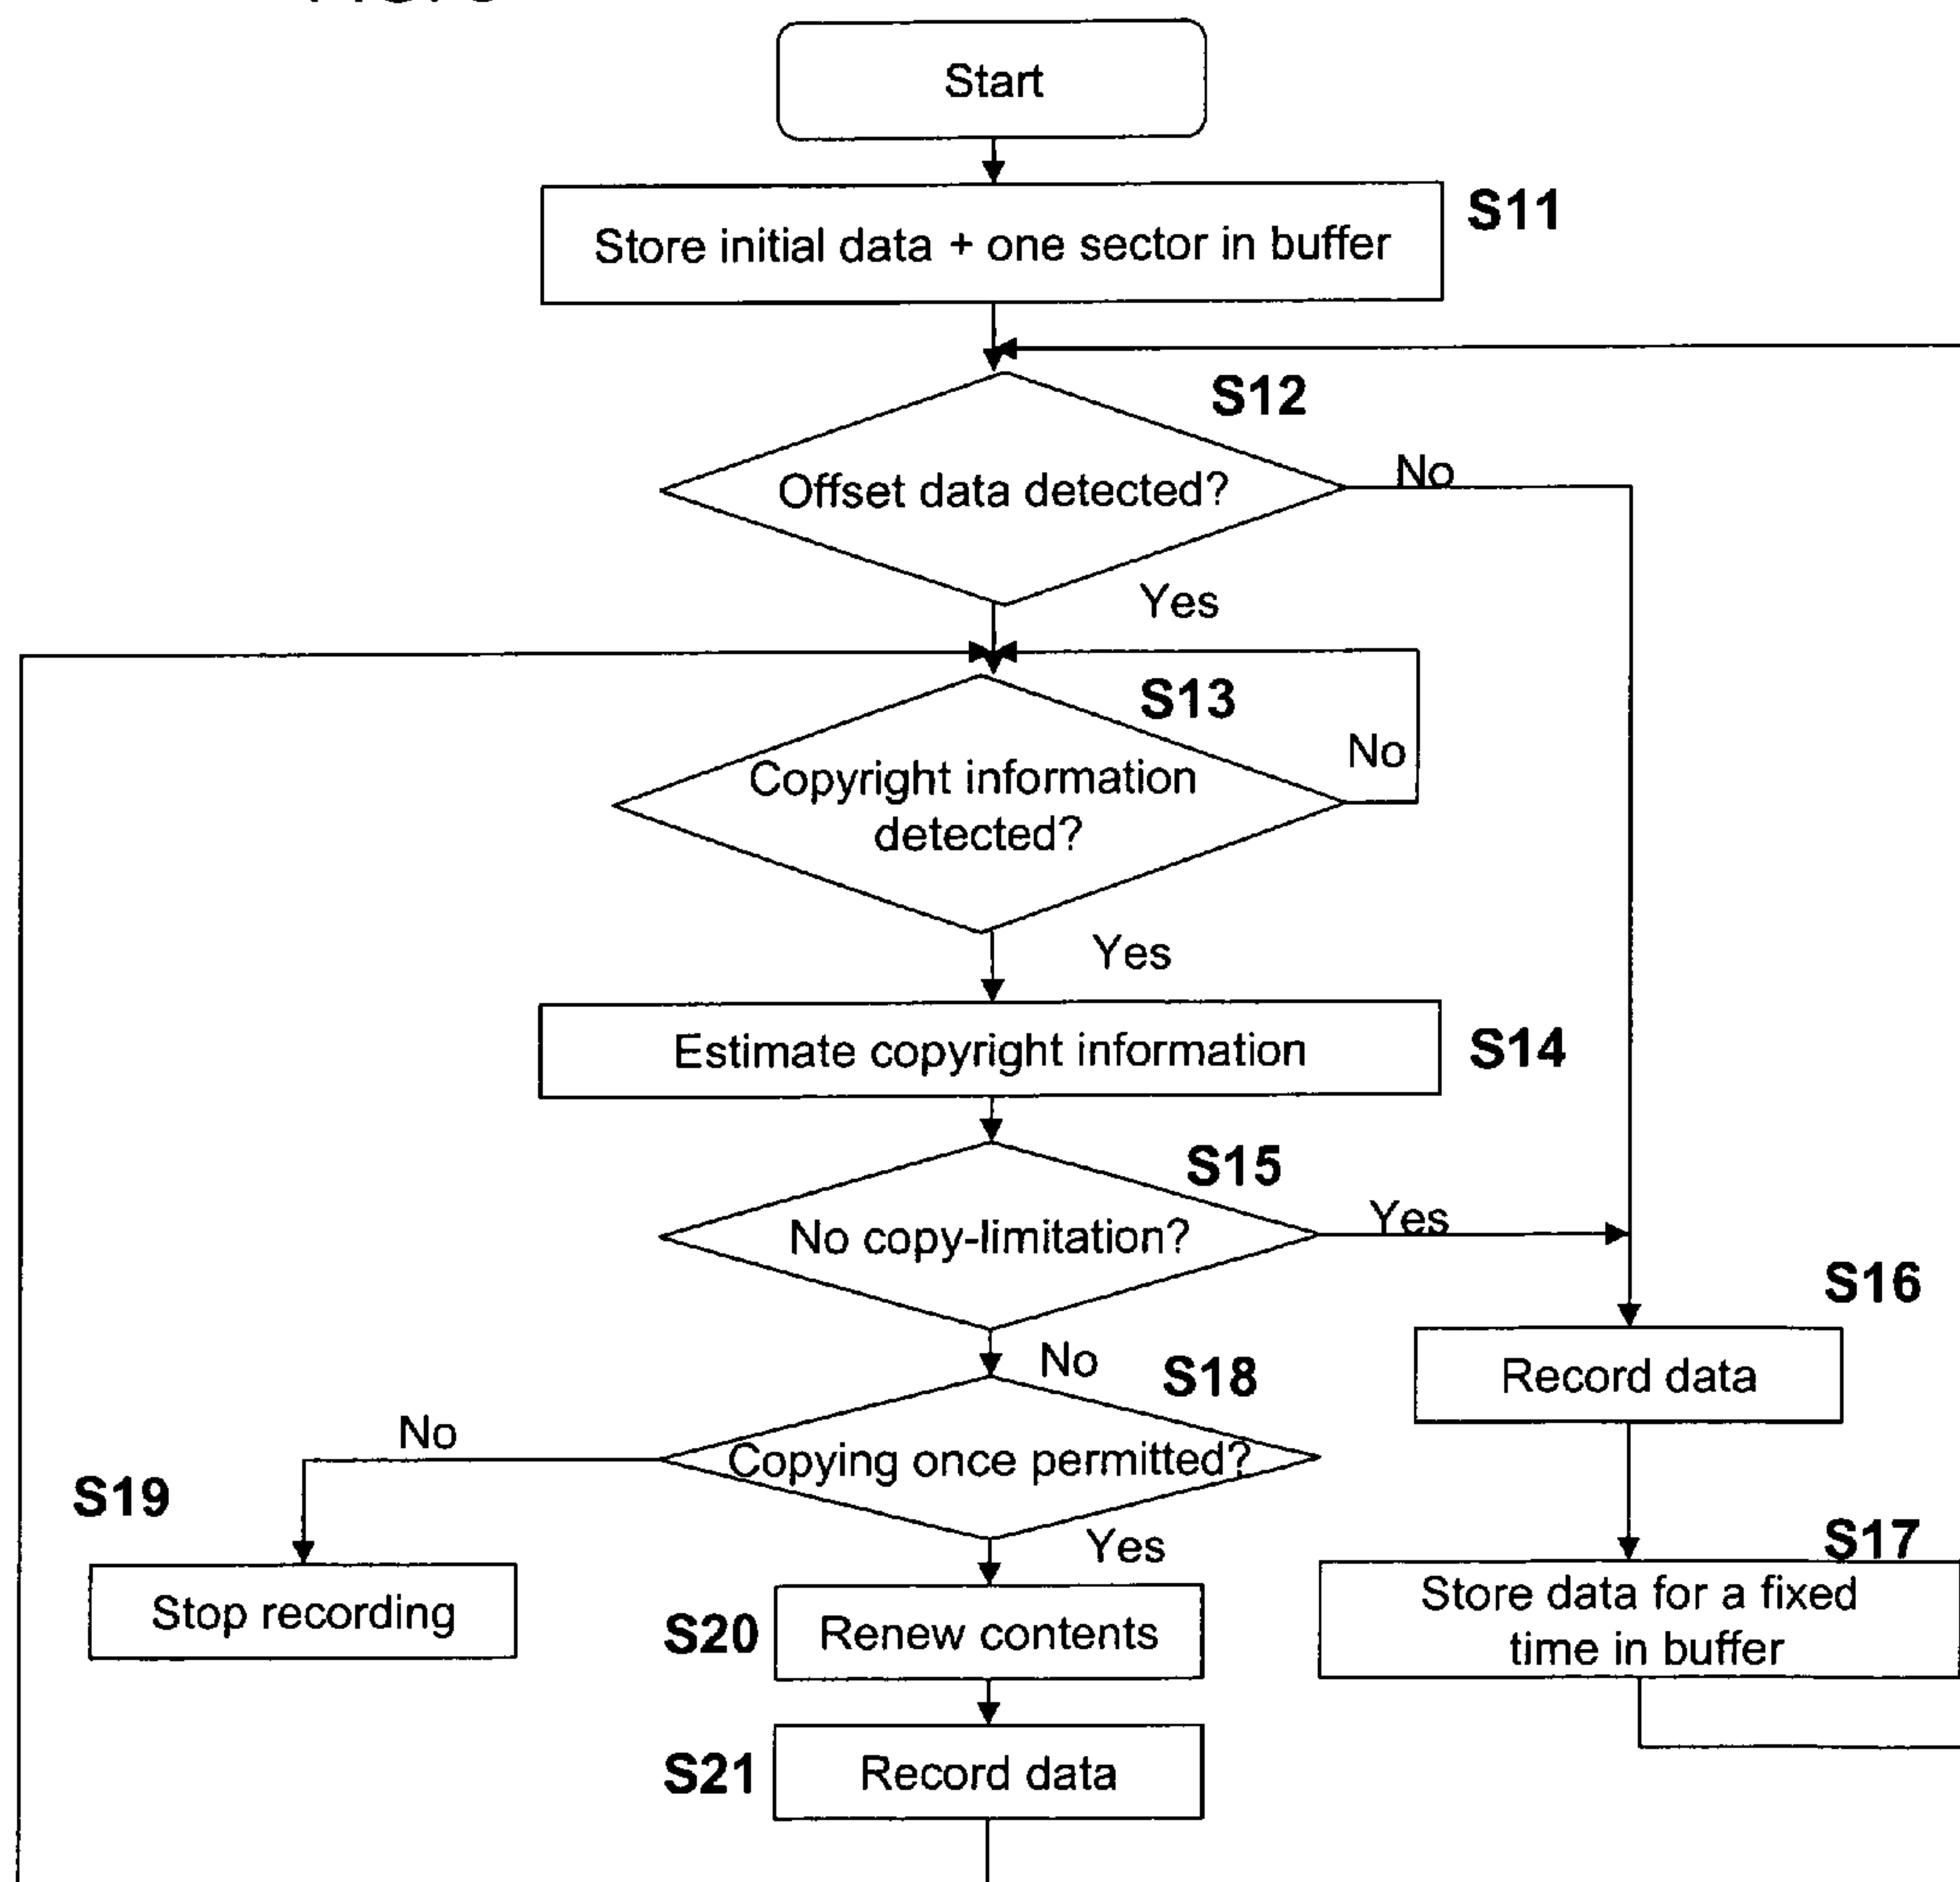 Start
Store initial data + one sector in buffer
S11
S12
Offset data detected?
No
Yes
S13
Copyright information
detected?
No
Yes
Estimate copyright information
S14
S15
No copy-limitation?
Yes
S16
Record data
No
S18
Copying once permitted?
No
S19
Stop recording
Yes
S17
Store data for a fixed
time in buffer
S20
Renew contents
S21
Record data